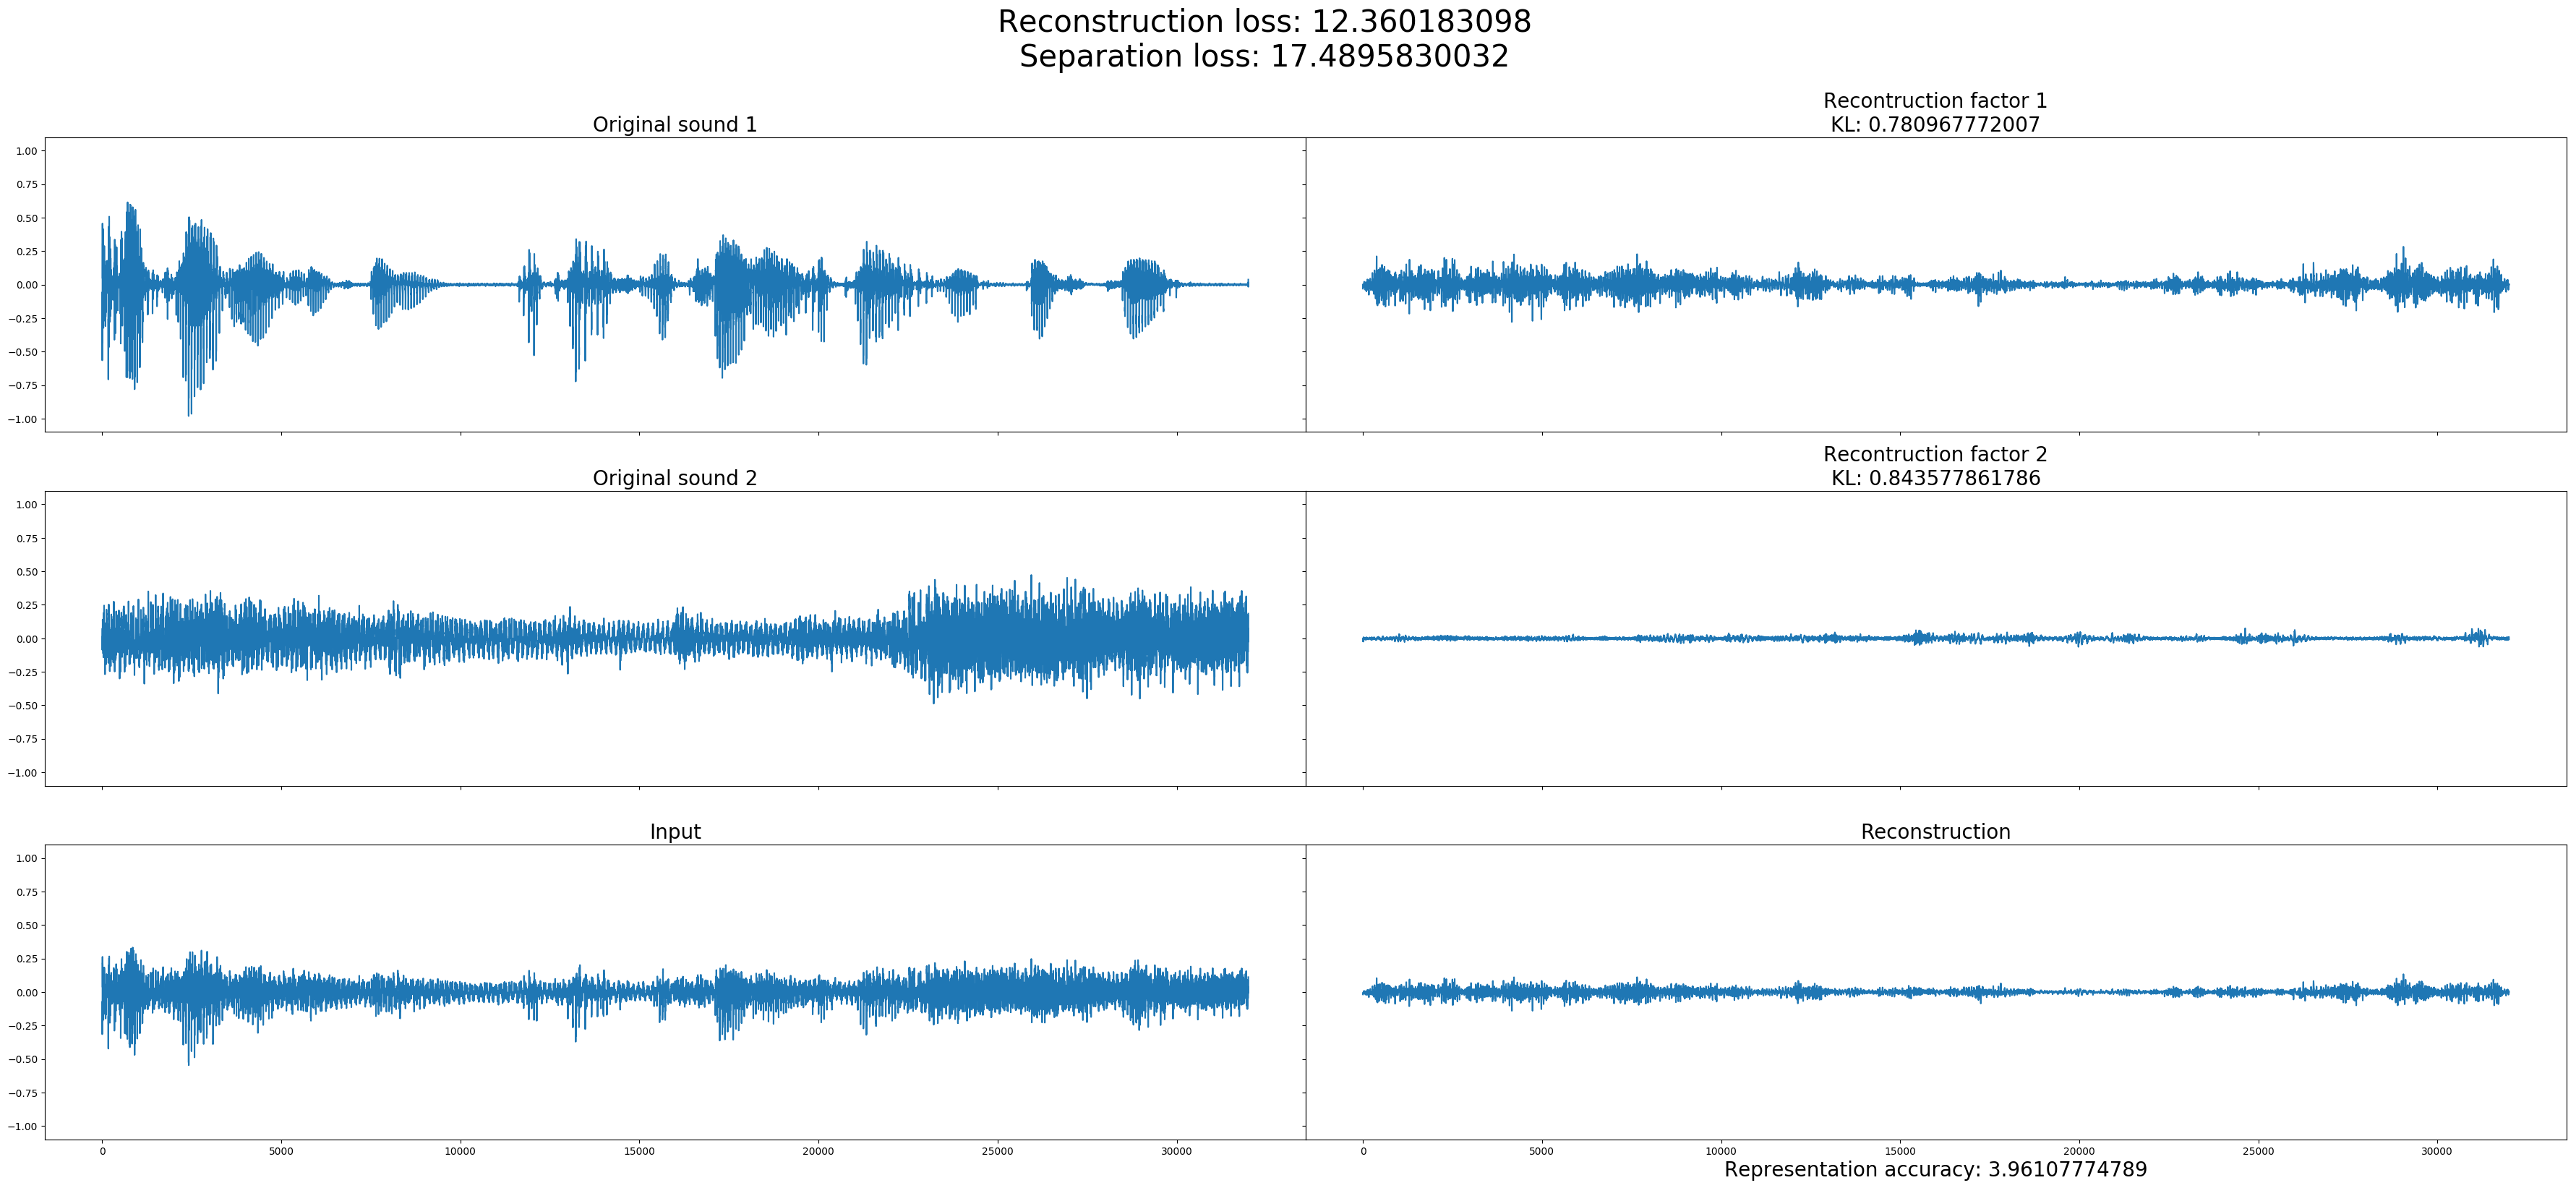 Reconstruction loss: 12.360183098
Separation loss: 17.4895830032
Original sound 1
Recontruction factor 1
KL: 0.780967772007
1.00
0.75
0.50
0.25
0.00
−0.25
−0.50
−0.75
−1.00
Original sound 2
Recontruction factor 2
KL: 0.843577861786
1.00
0.75
0.50
0.25
0.00
−0.25
−0.50
−0.75
−1.00
Input
Reconstruction
1.00
0.75
0.50
0.25
0.00
−0.25
−0.50
−0.75
−1.00
0 5000 10000 15000 20000 25000 30000
0 5000 10000 15000 20000 25000 30000
Representation accuracy: 3.96107774789